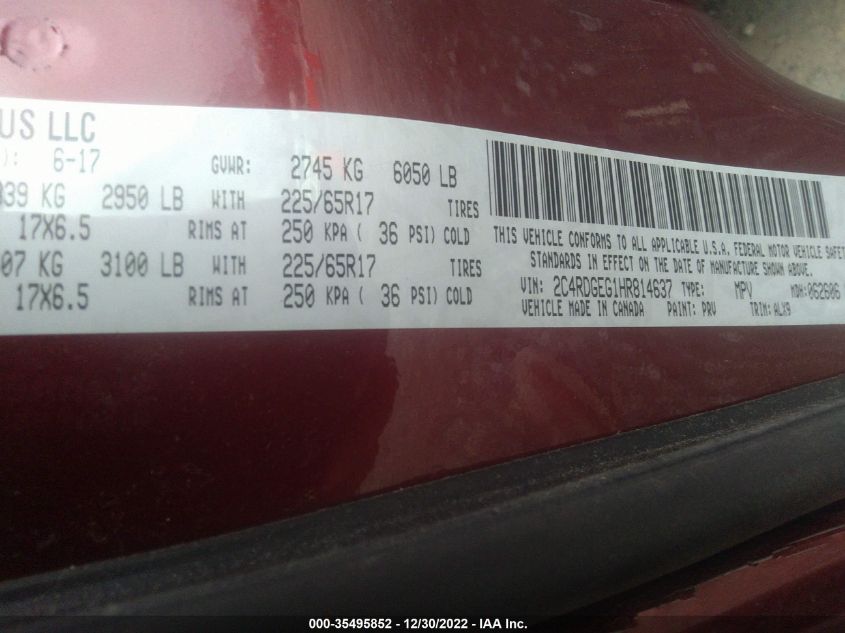 US LLC
): 6-17 GVWR: 2745 KG 6050 LB
939 KG 2950 LB WITH 225/65R17 TIRES
17X6.5 RIMS AT 250 KPA ( 36 PSI) COLD
07 KG 3100 LB WITH 225/65R17 TIRES
17X6.5 RIMS AT 250 KPA ( 36 PSI) COLD
THIS VEHICLE CONFORMS TO ALL APPLICABLE U.S.A. FEDERAL MOTOR VEHICLE SAFET
STANDARDS IN EFFECT ON THE DATE OF MANUFACTURE SHOWN ABOVE.
VIN: 2C4RDGEG1HR814637 TYPE: MPV MDH: 062606
VEHICLE MADE IN CANADA PAINT: PRV TRIM: ALX9
000-35495852 - 12/30/2022 - IAA Inc.